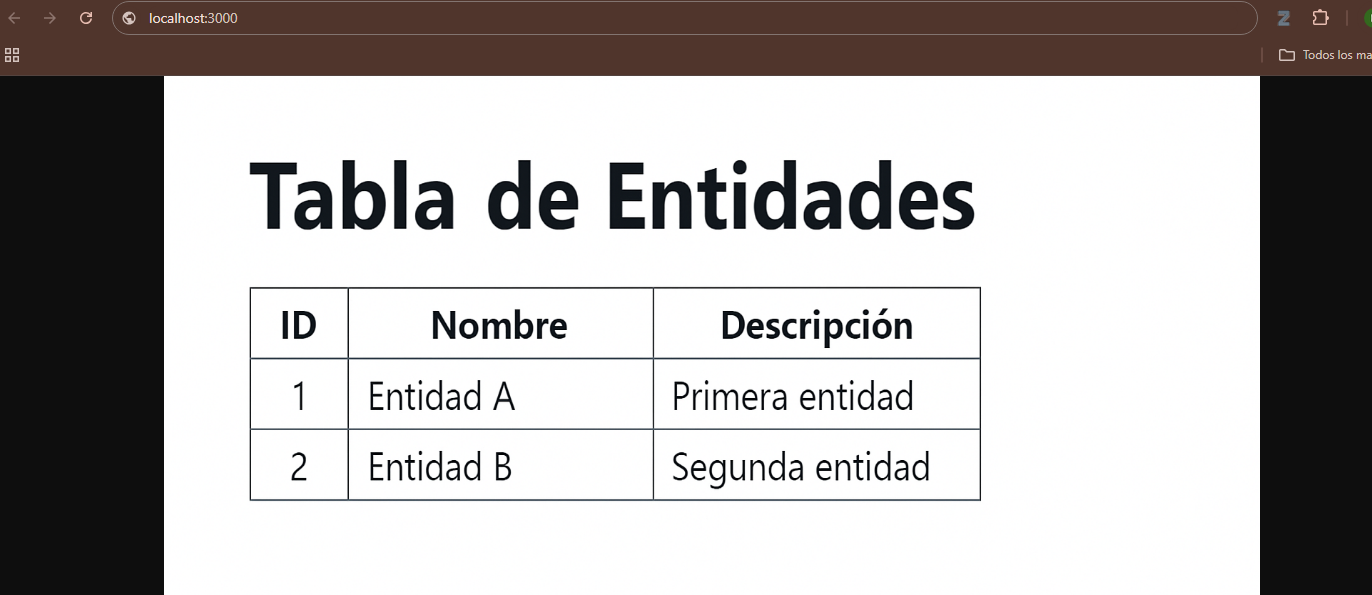 localhost:3000
Todos los ma
Tabla de Entidades
ID Nombre Descripción
1 Entidad A Primera entidad
2 Entidad B Segunda entidad